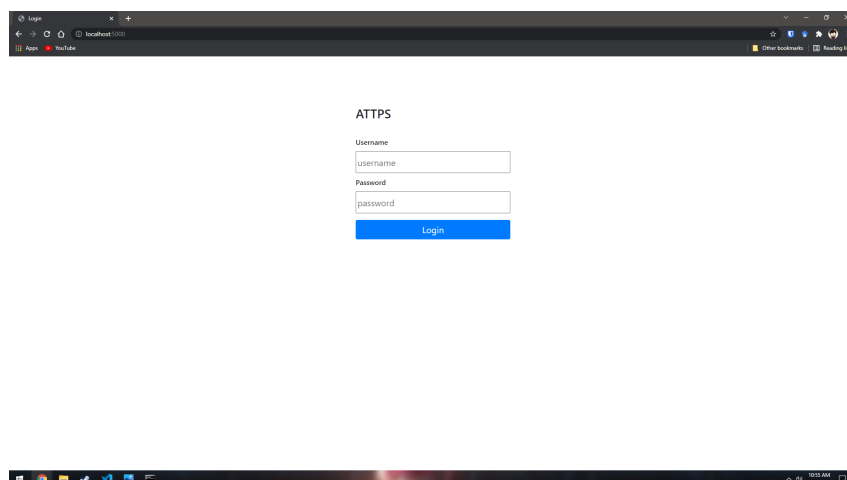 Login
localhost:5000
Apps YouTube Other bookmarks Reading li
ATTPS
Username
username
Password
password
Login
10:55 AM